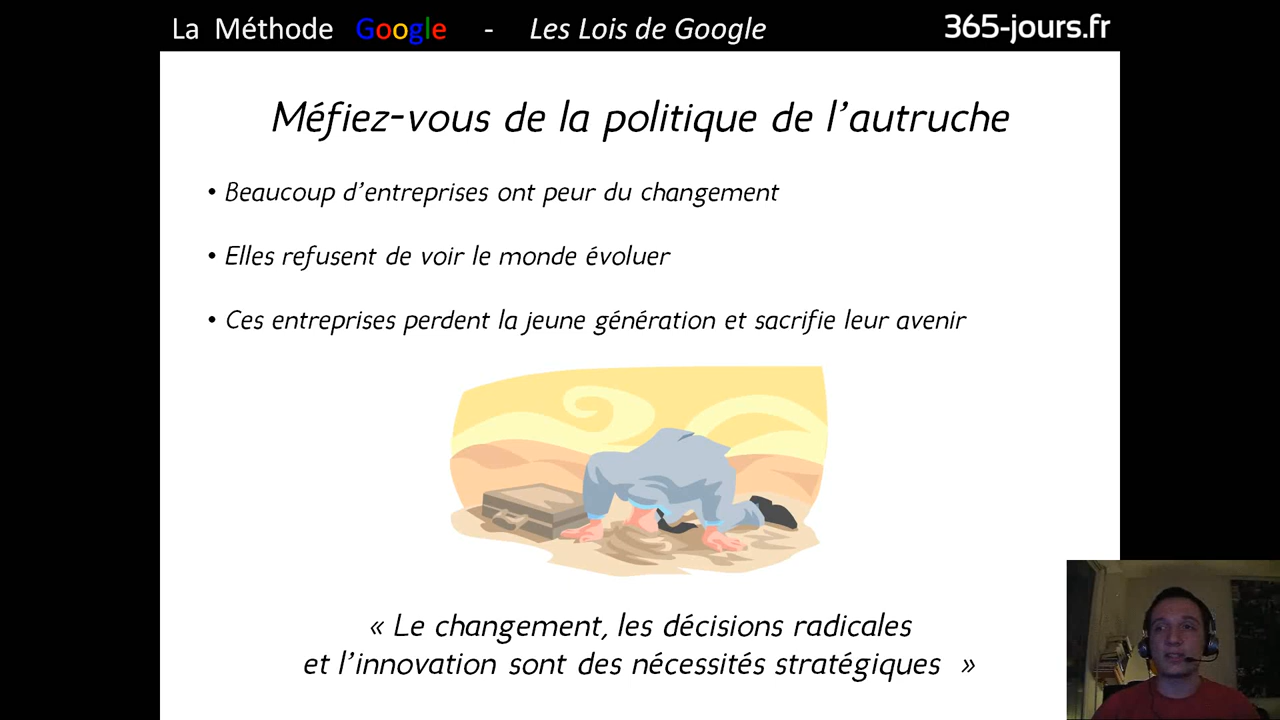 La Méthode Google - Les Lois de Google
365-jours.fr
Méfiez-vous de la politique de l'autruche
• Beaucoup d'entreprises ont peur du changement
• Elles refusent de voir le monde évoluer
• Ces entreprises perdent la jeune génération et sacrifie leur avenir
« Le changement, les décisions radicales
et l'innovation sont des nécessités stratégiques »